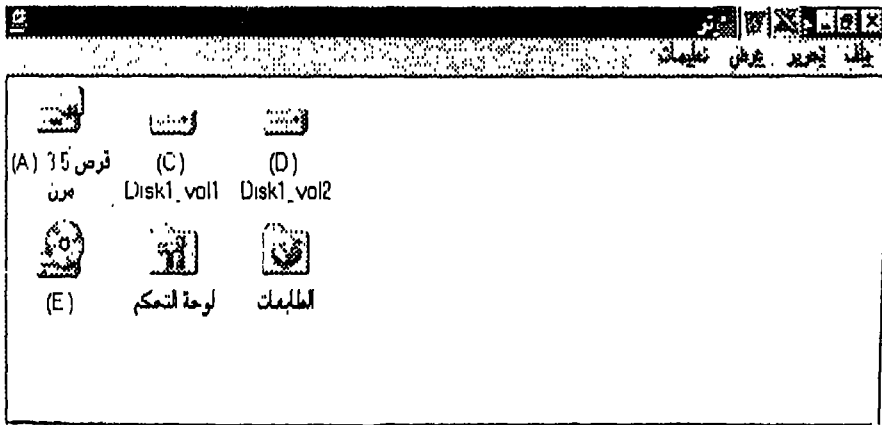 ملف تحرير عرض تعليمات
قرص 3.5 (A) (C) (D)
مرن Disk1_vol1 Disk1_vol2
(E) لوحة التحكم الطابعات